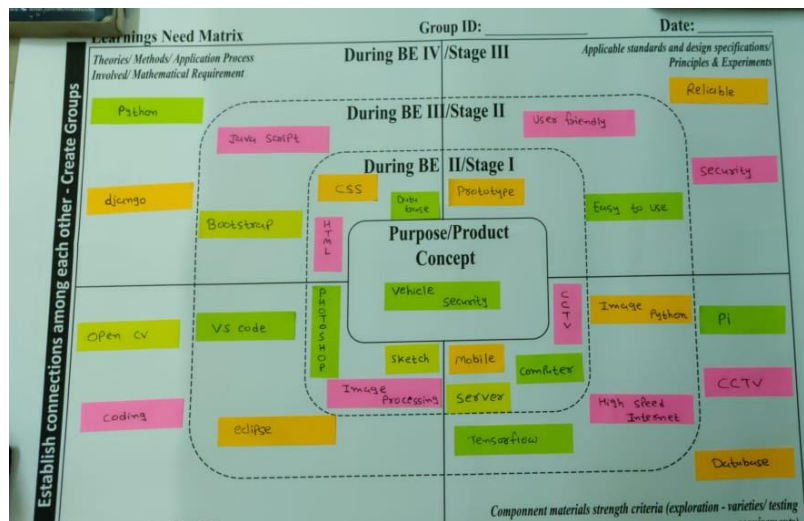 Learnings Need Matrix
Group ID:
Date:
Theories/ Methods/ Application Process
Involved/ Mathematical Requirement
During BE IV /Stage III
Applicable standards and design specifications/
Principles & Experiments
Python
Reliable
During BE III/Stage II
Java script
User friendly
During BE II/Stage I
security
django
CSS
Data
base
Prototype
Easy to use
Bootstrap
HTML
Purpose/Product
Concept
Vehicle
security
PHOTOSHOP
CCTV
Image
Python
Pi
Open CV
VS code
Sketch
Mobile
Computer
Image
Processing
Server
CCTV
Coding
High speed
Internet
eclipse
Tensorflow
Database
Establish connections among each other - Create Groups
Componnent materials strength criteria (exploration - varieties/ testing